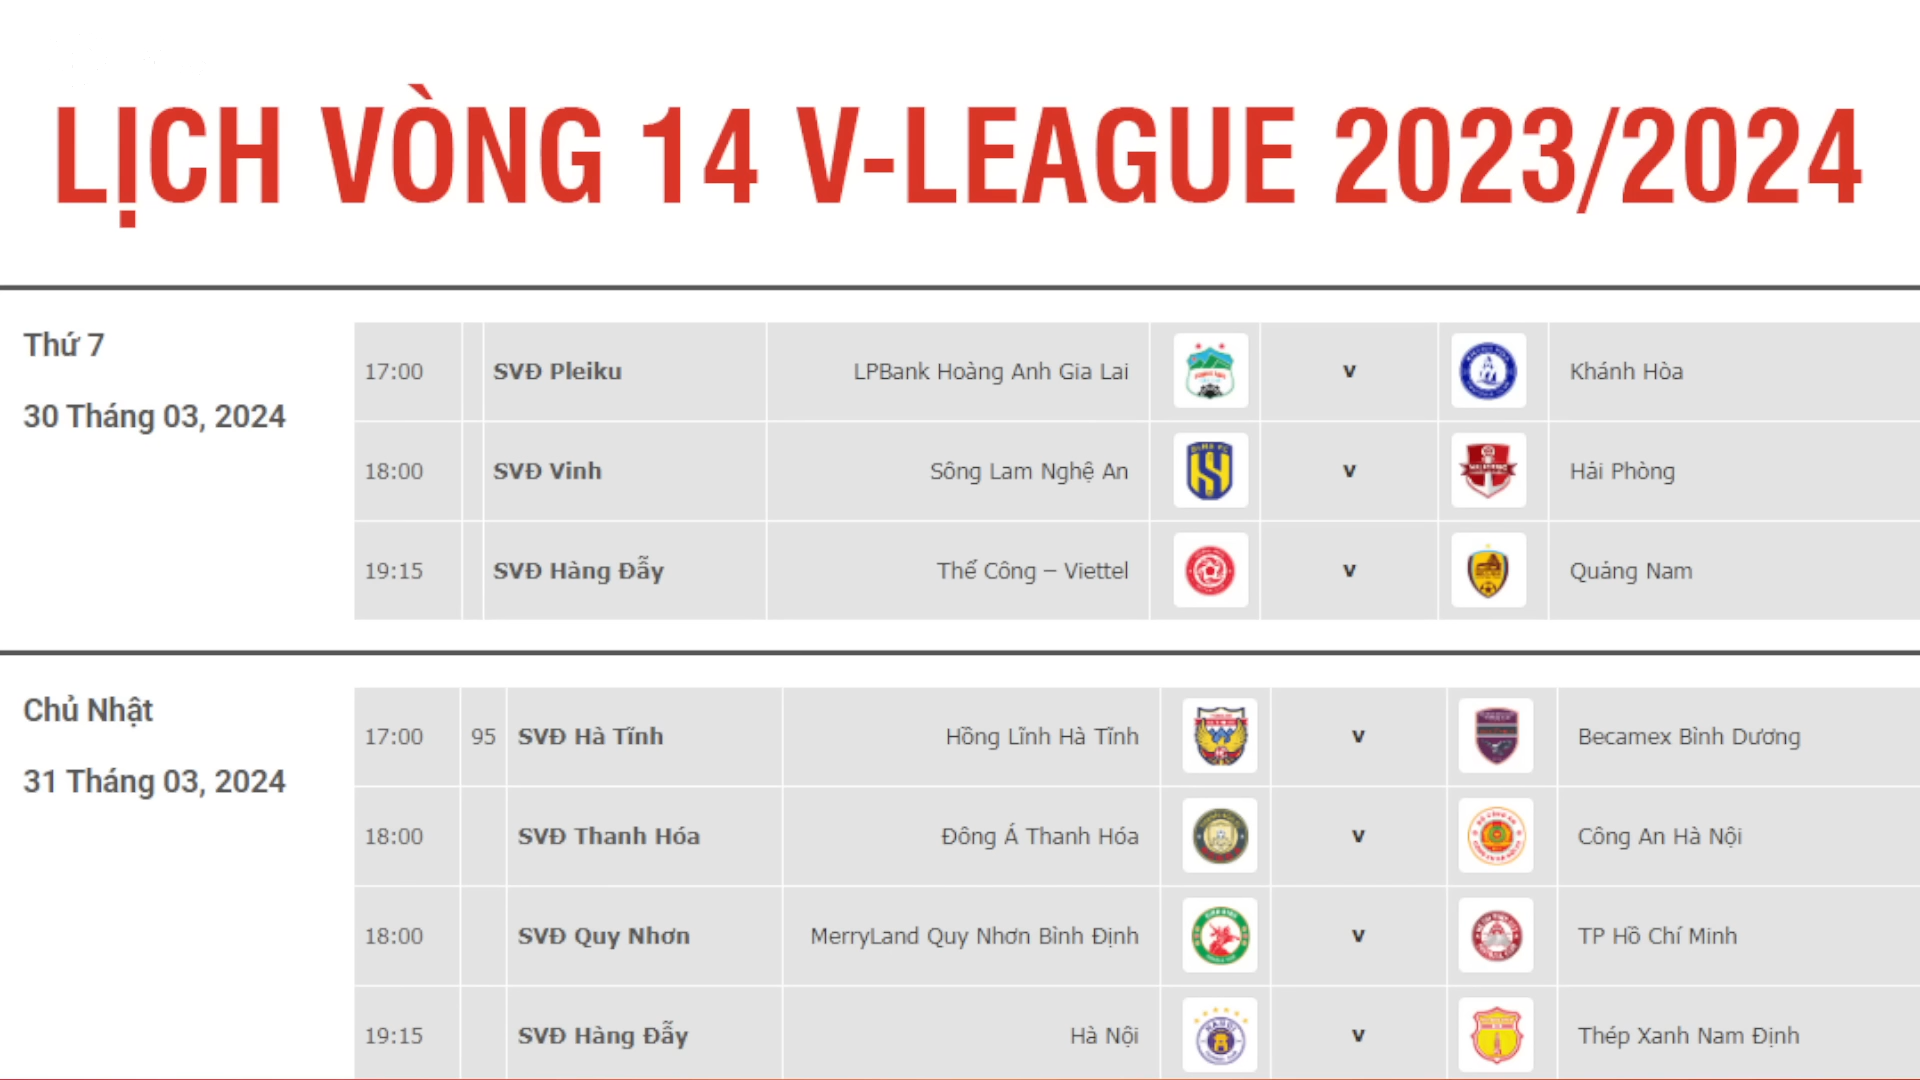 LỊCH VÒNG 14 V-LEAGUE 2023/2024
Thứ 7
30 Tháng 03, 2024
17:00 SVĐ Pleiku LPBank Hoàng Anh Gia Lai v Khánh Hòa
18:00 SVĐ Vinh Sông Lam Nghệ An v Hải Phòng
19:15 SVĐ Hàng Đẫy Thể Công – Viettel v Quảng Nam
Chủ Nhật
31 Tháng 03, 2024
17:00 95 SVĐ Hà Tĩnh Hồng Lĩnh Hà Tĩnh v Becamex Bình Dương
18:00 SVĐ Thanh Hóa Đông Á Thanh Hóa v Công An Hà Nội
18:00 SVĐ Quy Nhơn MerryLand Quy Nhơn Bình Định v TP Hồ Chí Minh
19:15 SVĐ Hàng Đẫy Hà Nội v Thép Xanh Nam Định